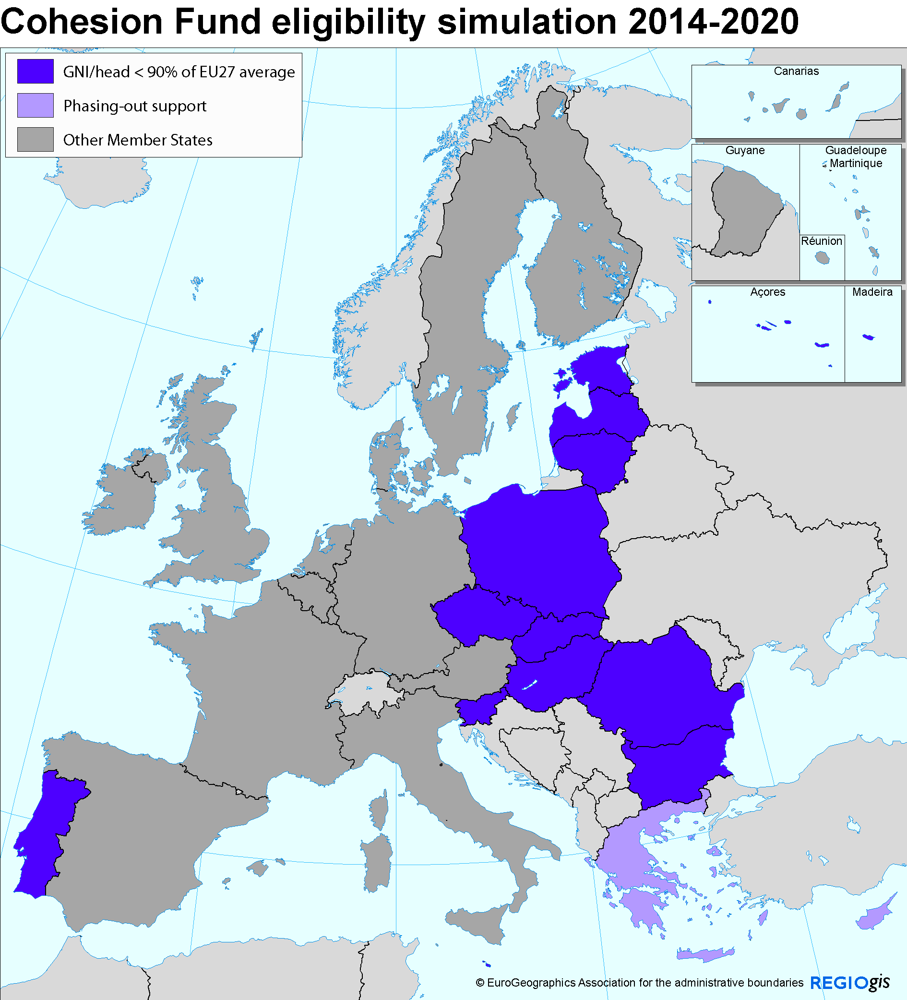 Cohesion Fund eligibility simulation 2014-2020
GNI/head < 90% of EU27 average
Phasing-out support
Other Member States
Canarias
Guyane
Guadeloupe
Martinique
Réunion
Açores
Madeira
© EuroGeographics Association for the administrative boundaries
REGIOgis